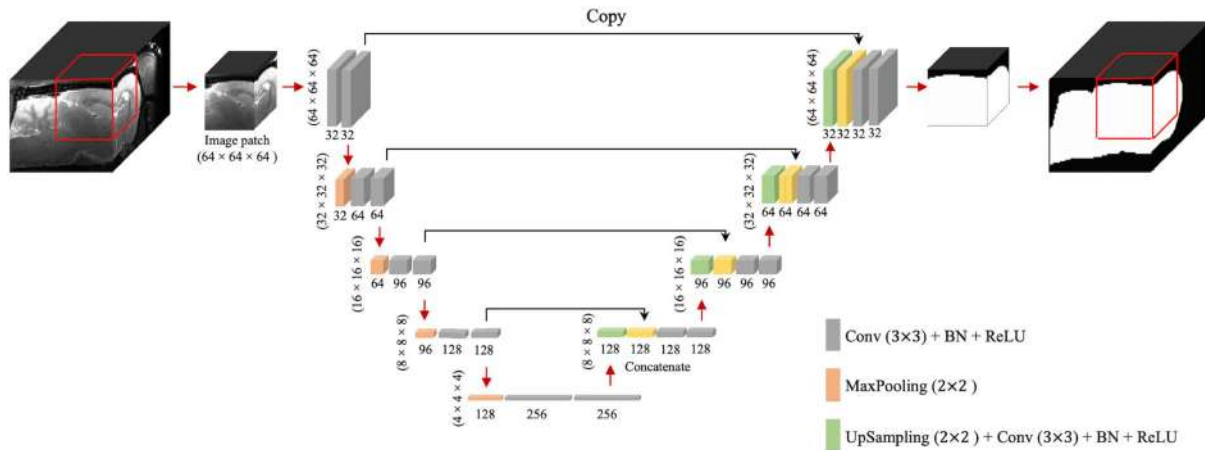 Copy
Image patch
(64 × 64 × 64 )
(64 × 64 × 64)
32 32
(64 × 64 × 64)
32 32 32 32
(32 × 32 × 32)
32 64 64
(32 × 32 × 32)
64 64 64 64
(16 × 16 × 16)
64 96 96
(16 × 16 × 16)
96 96 96 96
(8 × 8 × 8)
96 128 128
(8 × 8 × 8)
128 128 128 128
Concatenate
(4 × 4 × 4)
128 256 256
Conv (3×3) + BN + ReLU
MaxPooling (2×2 )
UpSampling (2×2 ) + Conv (3×3) + BN + ReLU